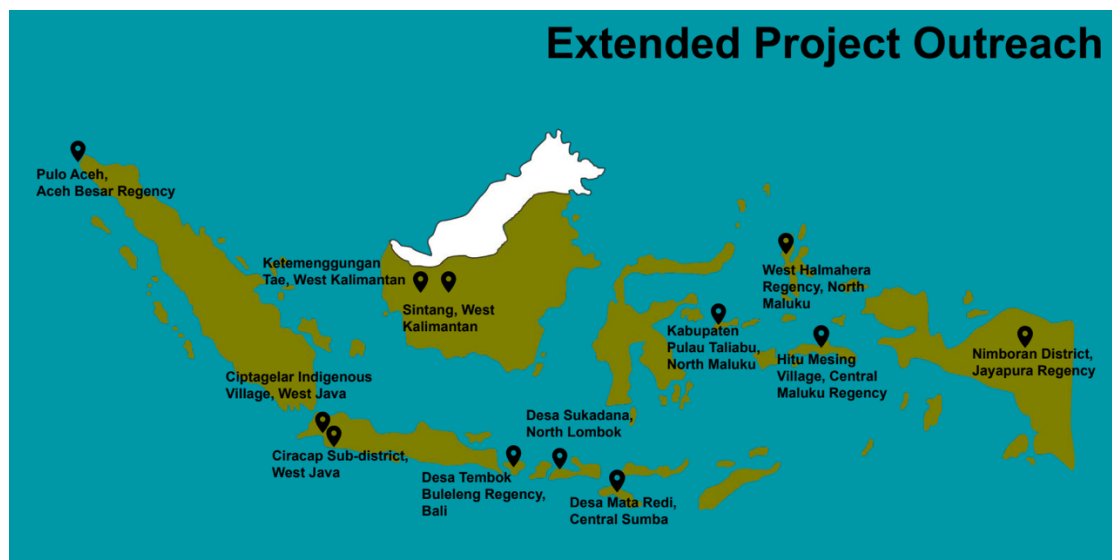 Extended Project Outreach
Pulo Aceh,
Aceh Besar Regency
Ketemenggungan
Tae, West Kalimantan
Sintang, West
Kalimantan
West Halmahera
Regency, North
Maluku
Kabupaten
Pulau Taliabu,
North Maluku
Hitu Mesing
Village, Central
Maluku Regency
Nimboran District,
Jayapura Regency
Ciptagelar Indigenous
Village, West Java
Ciracap Sub-district,
West Java
Desa Tembok
Buleleng Regency,
Bali
Desa Sukadana,
North Lombok
Desa Mata Redi,
Central Sumba